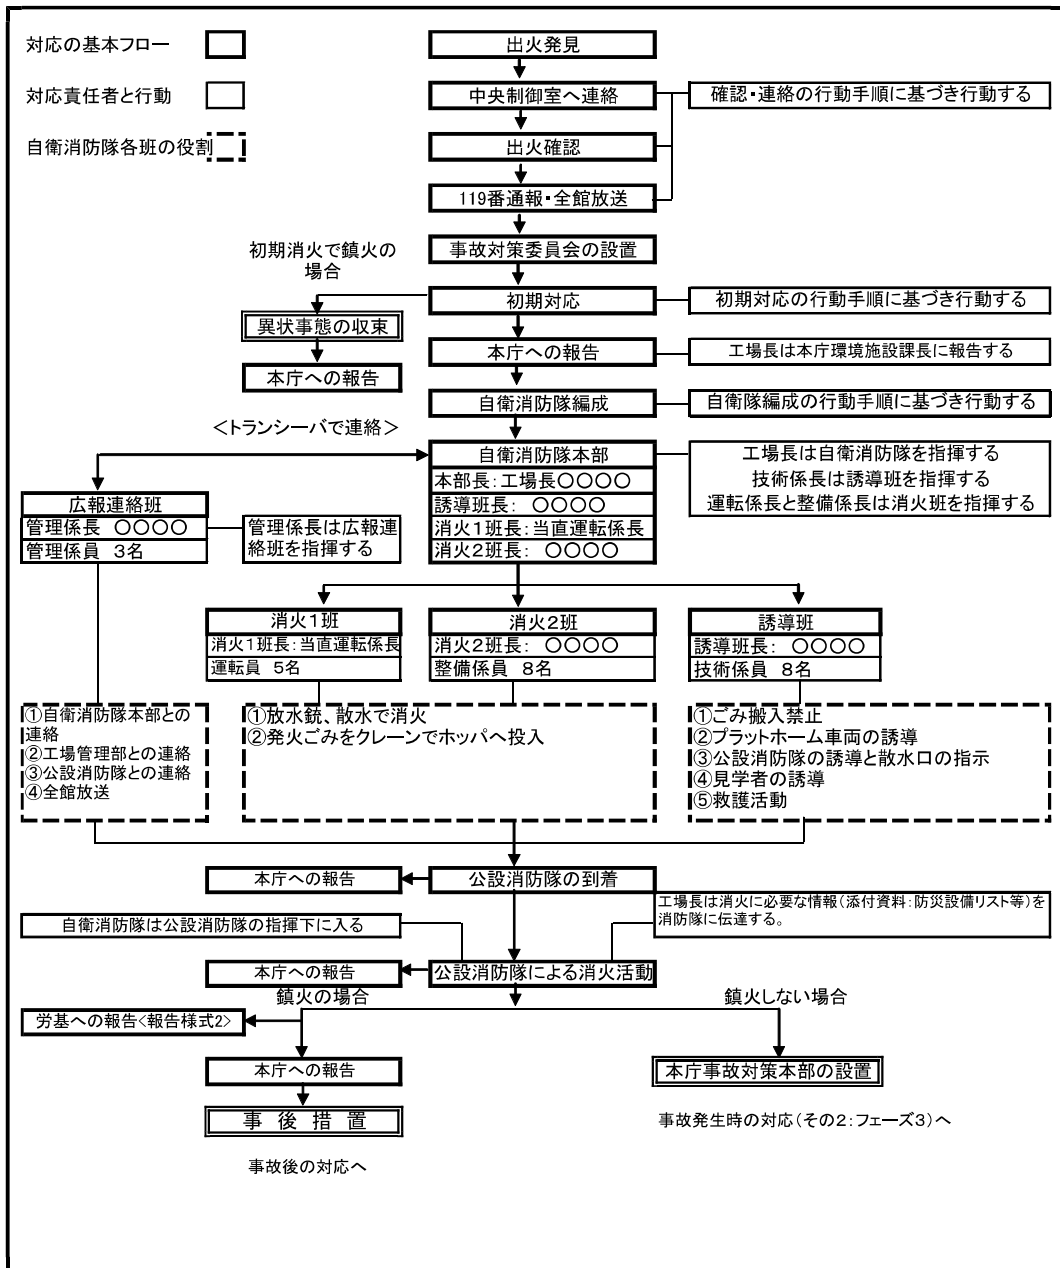 対応の基本フロー
対応責任者と行動
自衛消防隊各班の役割
出火発見
中央制御室へ連絡
確認・連絡の行動手順に基づき行動する
出火確認
119番通報・全館放送
事故対策委員会の設置
初期消火で鎮火の
場合
初期対応
初期対応の行動手順に基づき行動する
異状事態の収束
本庁への報告
工場長は本庁環境施設課長に報告する
本庁への報告
自衛消防隊編成
自衛隊編成の行動手順に基づき行動する
＜トランシーバで連絡＞
自衛消防隊本部
本部長：工場長〇〇〇〇
誘導班長： 〇〇〇〇
消火1班長：当直運転係長
消火2班長： 〇〇〇〇
工場長は自衛消防隊を指揮する
技術係長は誘導班を指揮する
運転係長と整備係長は消火班を指揮する
広報連絡班
管理係長 〇〇〇〇
管理係員 3名
管理係長は広報連
絡班を指揮する
消火1班
消火1班長：当直運転係長
運転員 5名
消火2班
消火2班長： 〇〇〇〇
整備係員 8名
誘導班
誘導班長： 〇〇〇〇
技術係員 8名
①自衛消防隊本部との
連絡
②工場管理部との連絡
③公設消防隊との連絡
④全館放送
①放水銃、散水で消火
②発火ごみをクレーンでホッパへ投入
①ごみ搬入禁止
②プラットホーム車両の誘導
③公設消防隊の誘導と散水口の指示
④見学者の誘導
⑤救護活動
本庁への報告
公設消防隊の到着
工場長は消火に必要な情報（添付資料：防災設備リスト等）を
消防隊に伝達する。
自衛消防隊は公設消防隊の指揮下に入る
本庁への報告
公設消防隊による消火活動
鎮火の場合
鎮火しない場合
労基への報告<報告様式2>
本庁への報告
本庁事故対策本部の設置
事後措置
事故発生時の対応（その2：フェーズ3）へ
事故後の対応へ